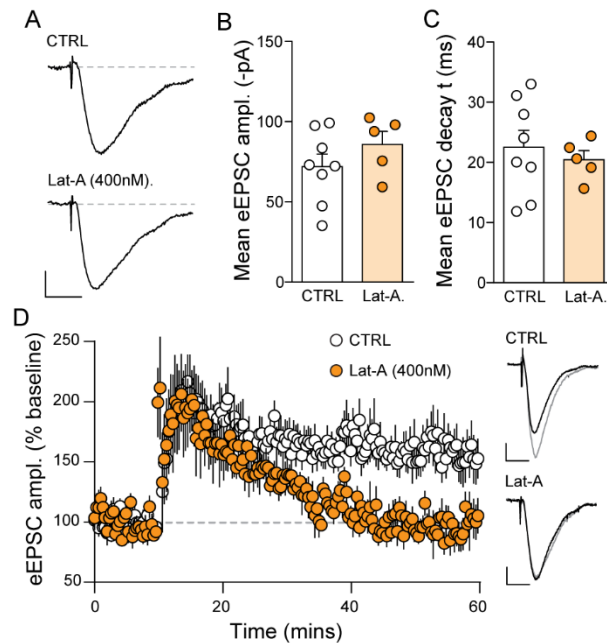 A
CTRL
Lat-A (400nM).
B
Mean eEPSC ampl. (-pA)
150
100
50
0
CTRL
Lat-A.
C
Mean eEPSC decay t (ms)
40
30
20
10
0
CTRL
Lat-A.
D
eEPSC ampl. (% baseline)
250
200
150
100
50
CTRL
Lat-A (400nM)
0
20
40
60
Time (mins)
CTRL
Lat-A